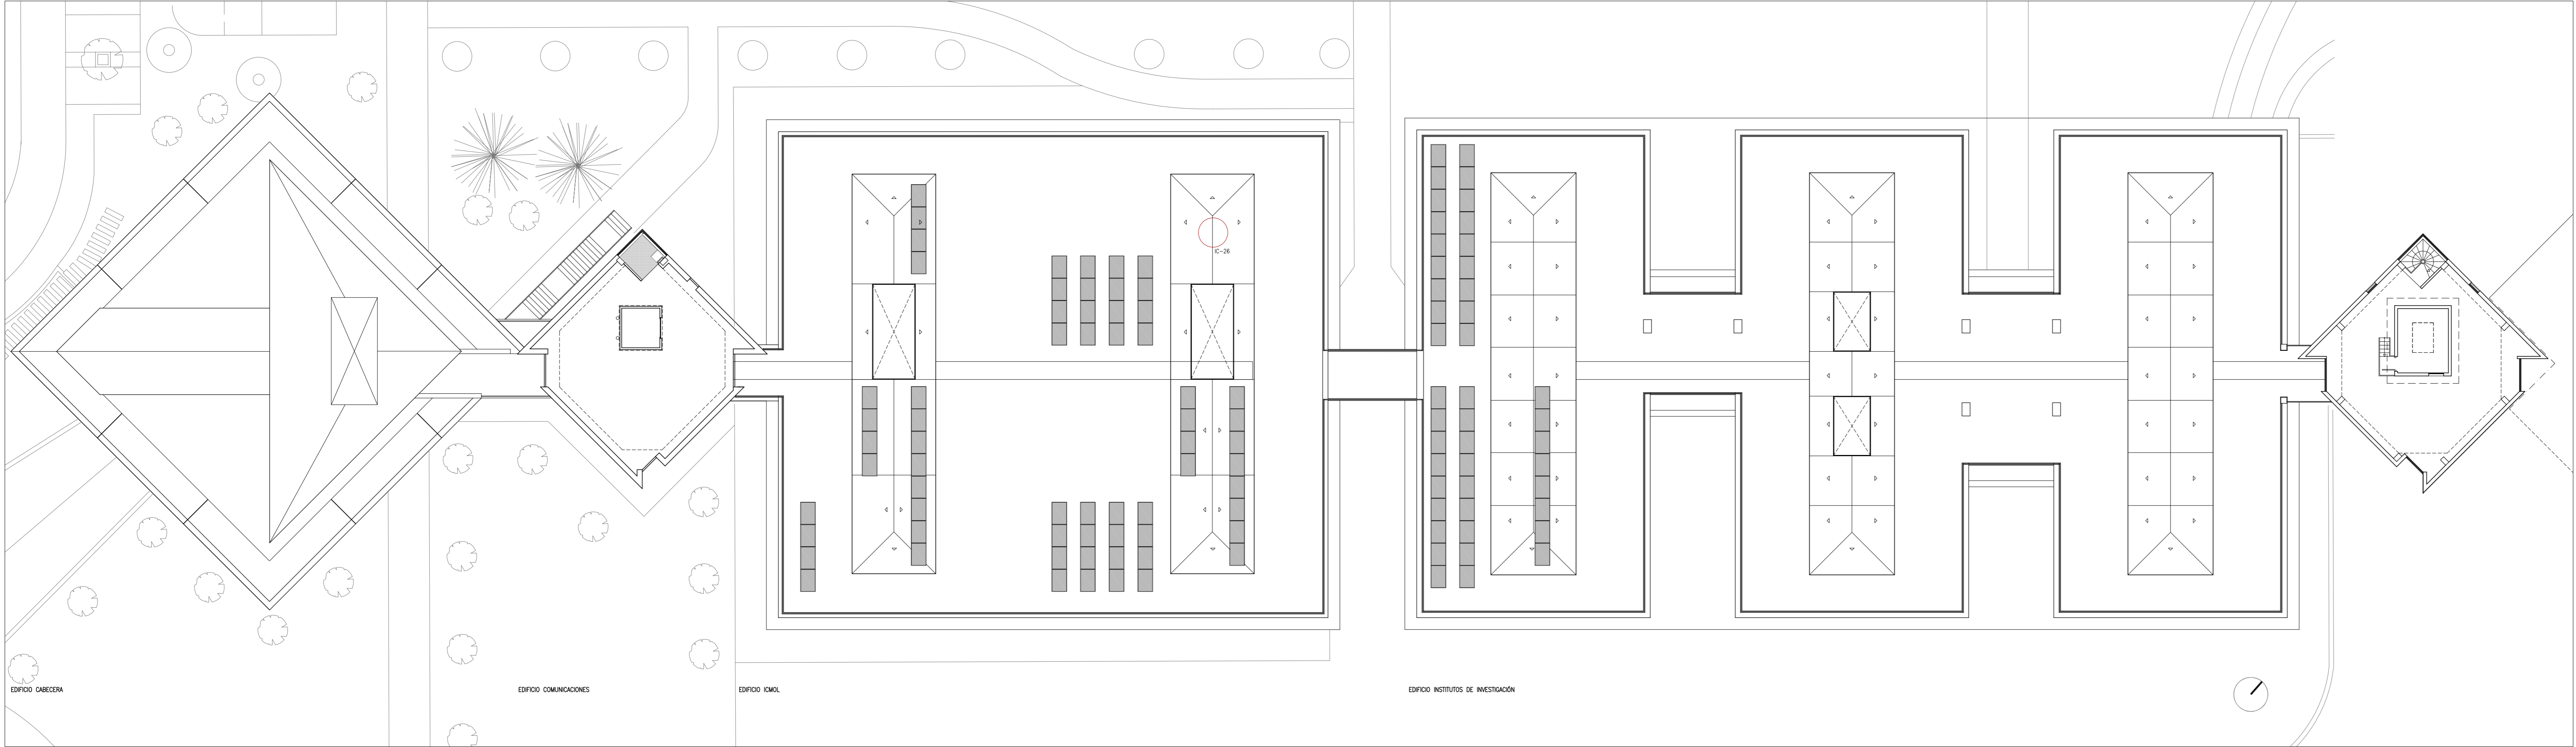 IC-26
EDIFICIO CABECERA
EDIFICIO COMUNICACIONES
EDIFICIO ICMOL
EDIFICIO INSTITUTOS DE INVESTIGACIÓN